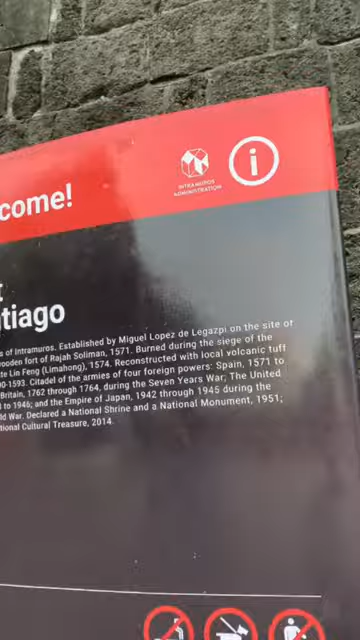 come!
i
INTRAMUROS
ADMINISTRATION
tiago
s of Intramuros. Established by Miguel Lopez de Legazpi on the site of
ooden fort of Rajah Soliman, 1571. Burned during the siege of the
te Lin Feng (Limahong), 1574. Reconstructed with local volcanic tuff
0-1593. Citadel of the armies of four foreign powers: Spain, 1571 to
Britain, 1762 through 1764, during the Seven Years War; The United
to 1946; and the Empire of Japan, 1942 through 1945 during the
ld War. Declared a National Shrine and a National Monument, 1951;
tional Cultural Treasure, 2014.